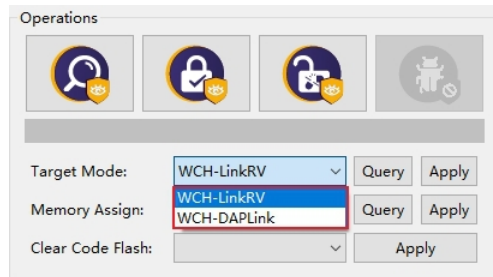 Operations
Target Mode: WCH-LinkRV Query Apply
WCH-LinkRV
Memory Assign: Query Apply
WCH-DAPLink
Clear Code Flash: Apply